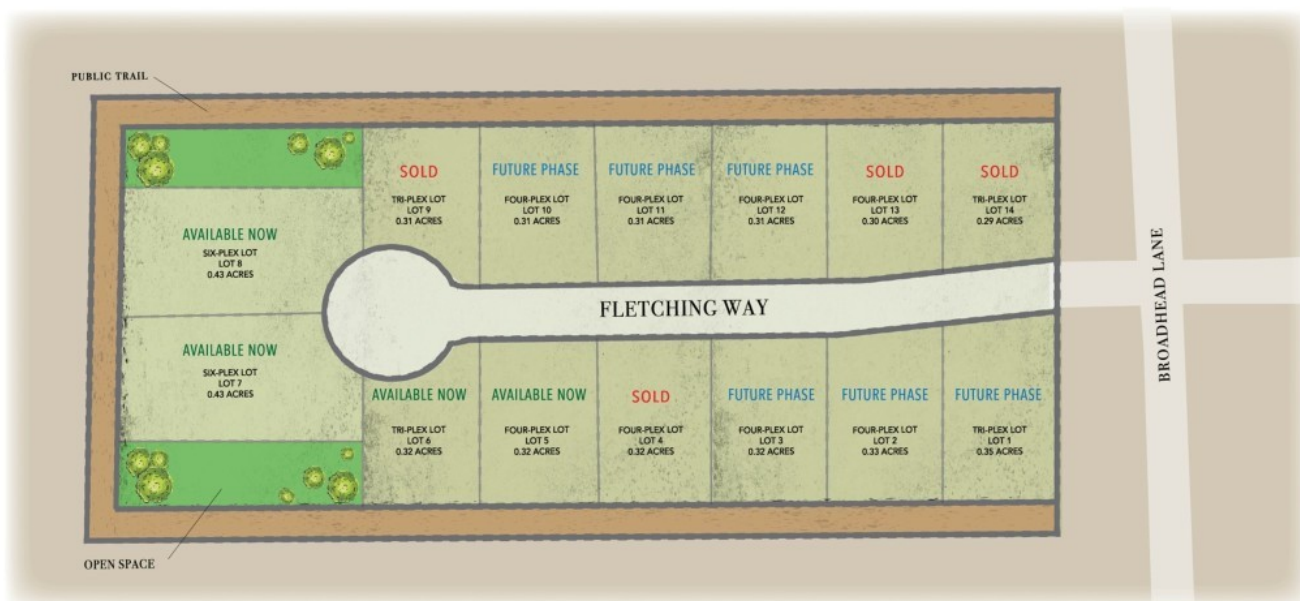 PUBLIC TRAIL
SOLD
TRI-PLEX LOT
LOT 9
0.31 ACRES
FUTURE PHASE
FOUR-PLEX LOT
LOT 10
0.31 ACRES
FUTURE PHASE
FOUR-PLEX LOT
LOT 11
0.31 ACRES
FUTURE PHASE
FOUR-PLEX LOT
LOT 12
0.31 ACRES
SOLD
FOUR-PLEX LOT
LOT 13
0.30 ACRES
SOLD
TRI-PLEX LOT
LOT 14
0.29 ACRES
AVAILABLE NOW
SIX-PLEX LOT
LOT 8
0.43 ACRES
FLETCHING WAY
BROADHEAD LANE
AVAILABLE NOW
SIX-PLEX LOT
LOT 7
0.43 ACRES
AVAILABLE NOW
TRI-PLEX LOT
LOT 6
0.32 ACRES
AVAILABLE NOW
FOUR-PLEX LOT
LOT 5
0.32 ACRES
SOLD
FOUR-PLEX LOT
LOT 4
0.32 ACRES
FUTURE PHASE
FOUR-PLEX LOT
LOT 3
0.32 ACRES
FUTURE PHASE
FOUR-PLEX LOT
LOT 2
0.33 ACRES
FUTURE PHASE
TRI-PLEX LOT
LOT 1
0.35 ACRES
OPEN SPACE